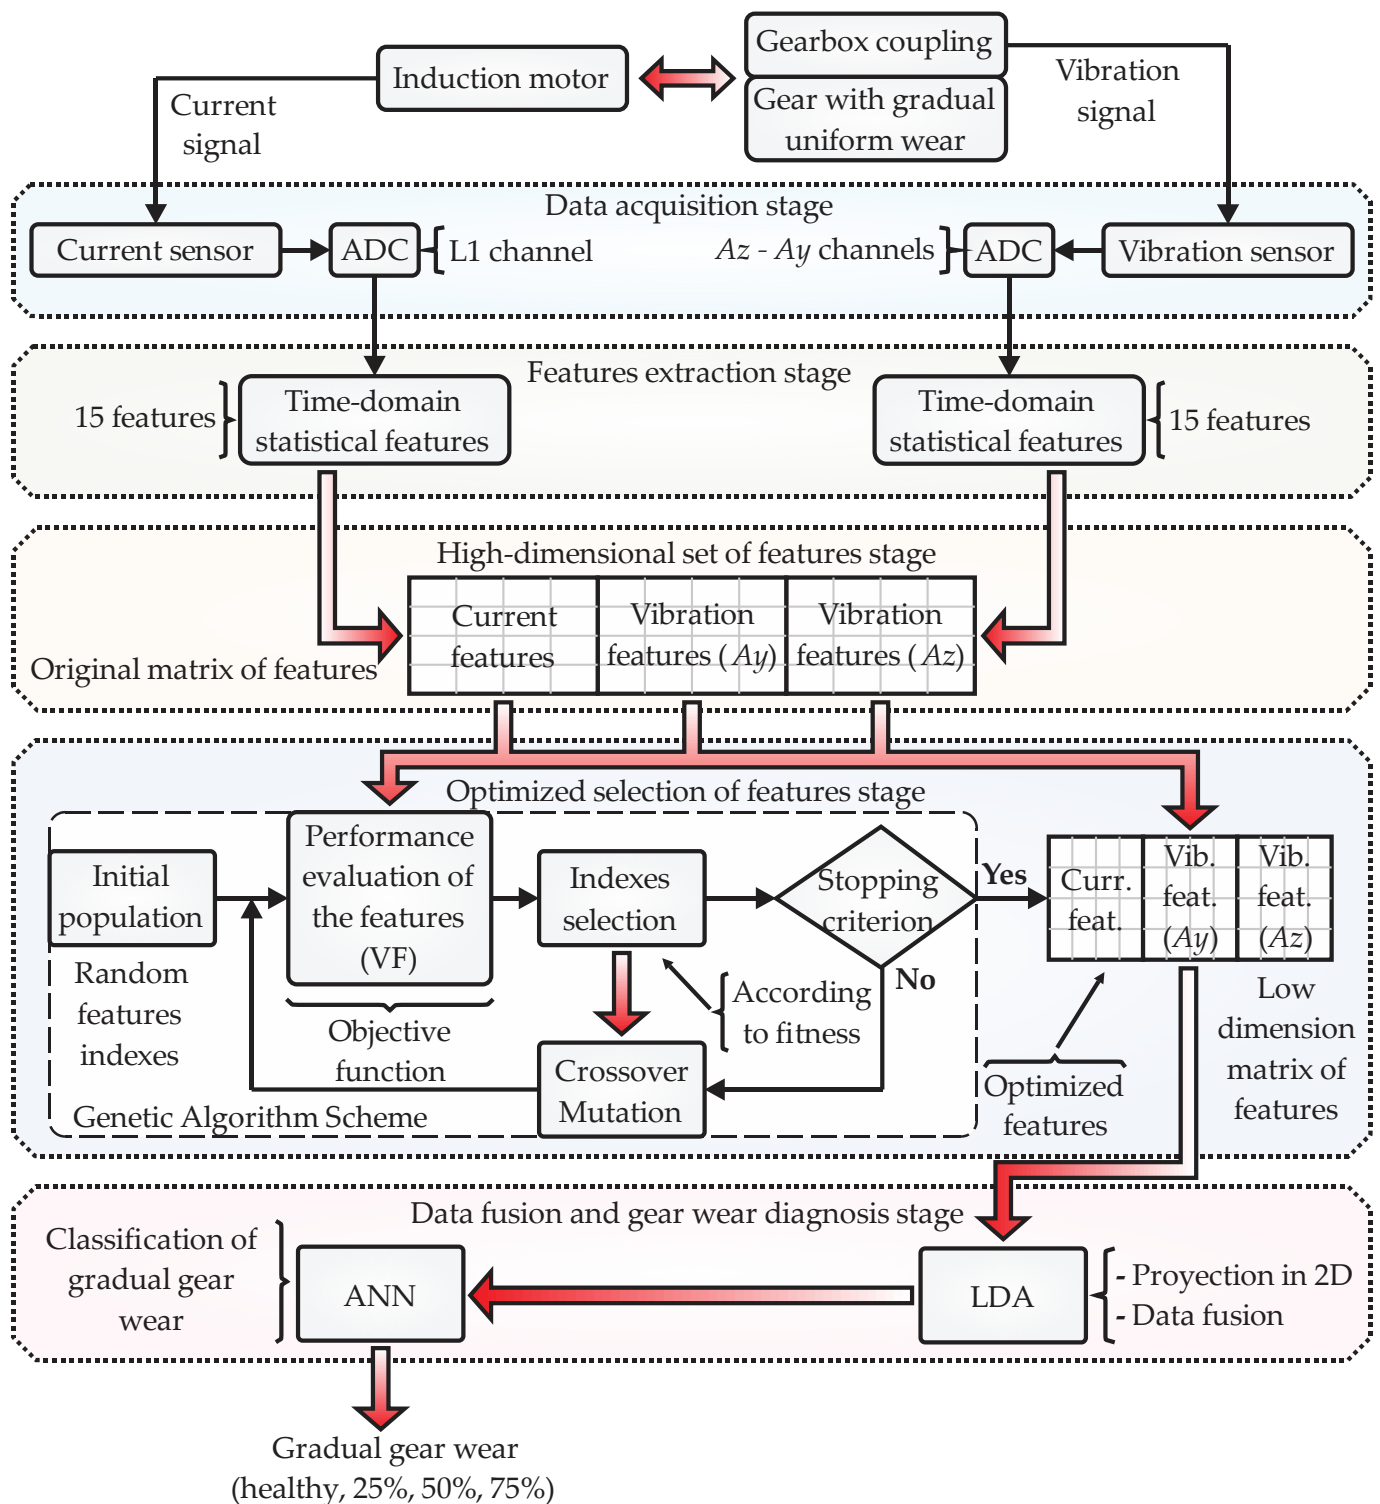 Gearbox coupling
Induction motor
Gear with gradual
uniform wear
Current
signal
Vibration
signal
Data acquisition stage
Current sensor
ADC
L1 channel
Az - Ay channels
ADC
Vibration sensor
Features extraction stage
15 features
Time-domain
statistical features
Time-domain
statistical features
15 features
High-dimensional set of features stage
Current
features
Vibration
features (Ay)
Vibration
features (Az)
Original matrix of features
Optimized selection of features stage
Initial
population
Random
features
indexes
Performance
evaluation of
the features
(VF)
Objective
function
Indexes
selection
According
to fitness
Stopping
criterion
Yes
No
Crossover
Mutation
Genetic Algorithm Scheme
Curr.
feat.
Vib.
feat.
(Ay)
Vib.
feat.
(Az)
Optimized
features
Low
dimension
matrix of
features
Data fusion and gear wear diagnosis stage
Classification of
gradual gear
wear
ANN
LDA
- Proyection in 2D
- Data fusion
Gradual gear wear
(healthy, 25%, 50%, 75%)